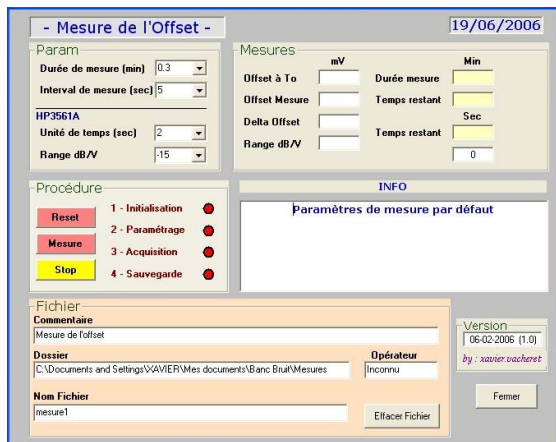 - Mesure de l'Offset -
19/06/2006
Param
Durée de mesure (min) 0.3
Interval de mesure (sec) 5
HP3561A
Unité de temps (sec) 2
Range dB/V -15
Mesures
mV
Min
Offset à To
Durée mesure
Offset Mesure
Temps restant
Delta Offset
Sec
Temps restant
Range dB/V
0
Procédure
Reset
Mesure
Stop
1 - Initialisation
2 - Paramétrage
3 - Acquisition
4 - Sauvegarde
INFO
Paramètres de mesure par défaut
Fichier
Commentaire
Mesure de l'offset
Dossier
Opérateur
C:\Documents and Settings\XAVIER\Mes documents\Banc Bruit\Mesures
Inconnu
Nom Fichier
mesure1
Effacer Fichier
Version
06-02-2006 (1.0)
by : xavier.vacheret
Fermer